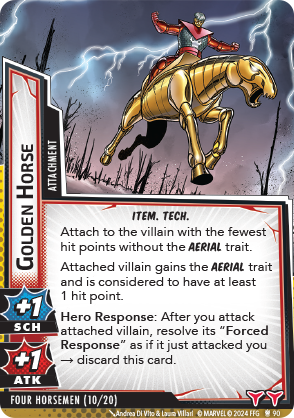 GOLDEN HORSE
ATTACHMENT
ITEM. TECH.
Attach to the villain with the fewest
hit points without the AERIAL trait.
Attached villain gains the AERIAL trait
and is considered to have at least
1 hit point.
Hero Response: After you attack
attached villain, resolve its “Forced
Response” as if it just attacked you
→ discard this card.
+1
SCH
+1
ATK
FOUR HORSEMEN (10/20)
Andrea Di Vito & Laura Villari © MARVEL © 2024 FFG 90